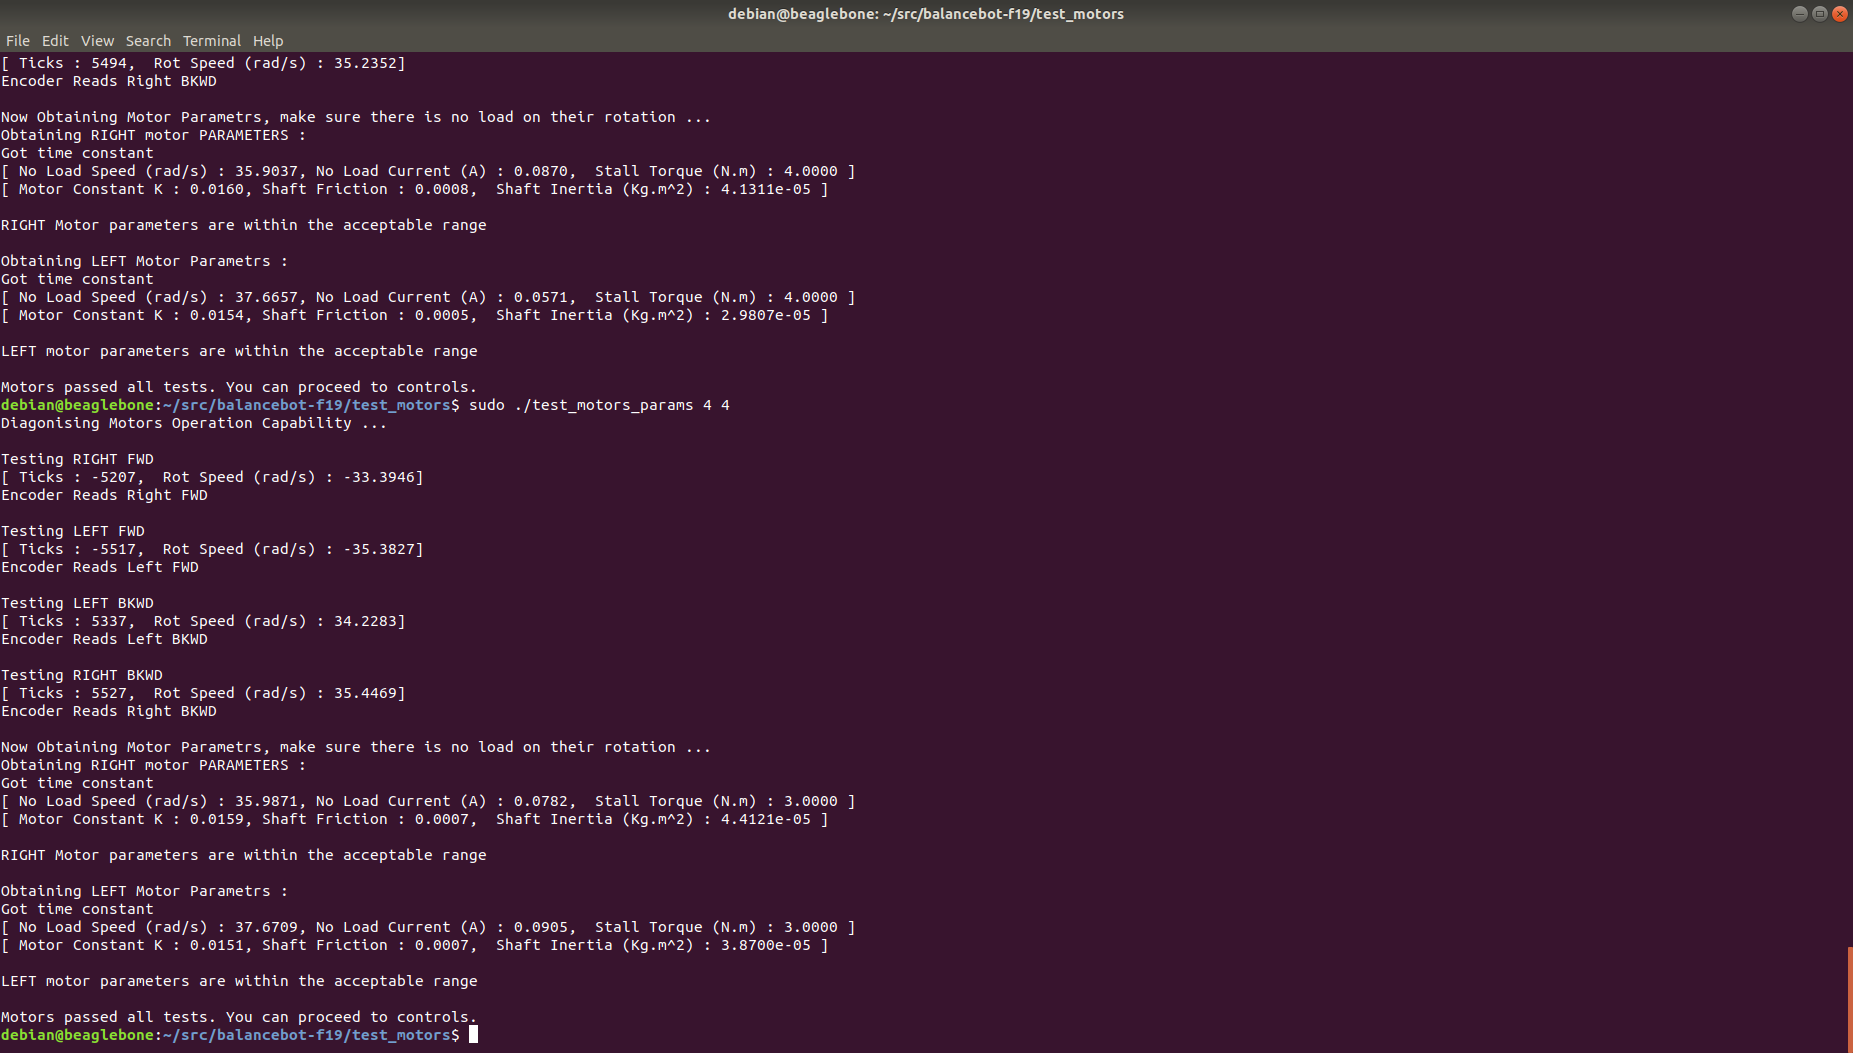 debian@beaglebone: ~/src/balancebot-f19/test_motors
File Edit View Search Terminal Help
[ Ticks : 5494,  Rot Speed (rad/s) : 35.2352]
Encoder Reads Right BKWD
Now Obtaining Motor Parametrs, make sure there is no load on their rotation ...
Obtaining RIGHT motor PARAMETERS :
Got time constant
[ No Load Speed (rad/s) : 35.9037, No Load Current (A) : 0.0870,  Stall Torque (N.m) : 4.0000 ]
[ Motor Constant K : 0.0160, Shaft Friction : 0.0008,  Shaft Inertia (Kg.m^2) : 4.1311e-05 ]
RIGHT Motor parameters are within the acceptable range
Obtaining LEFT Motor Parametrs :
Got time constant
[ No Load Speed (rad/s) : 37.6657, No Load Current (A) : 0.0571,  Stall Torque (N.m) : 4.0000 ]
[ Motor Constant K : 0.0154, Shaft Friction : 0.0005,  Shaft Inertia (Kg.m^2) : 2.9807e-05 ]
LEFT motor parameters are within the acceptable range
Motors passed all tests. You can proceed to controls.
debian@beaglebone:~/src/balancebot-f19/test_motors$ sudo ./test_motors_params 4 4
Diagonising Motors Operation Capability ...
Testing RIGHT FWD
[ Ticks : -5207,  Rot Speed (rad/s) : -33.3946]
Encoder Reads Right FWD
Testing LEFT FWD
[ Ticks : -5517,  Rot Speed (rad/s) : -35.3827]
Encoder Reads Left FWD
Testing LEFT BKWD
[ Ticks : 5337,  Rot Speed (rad/s) : 34.2283]
Encoder Reads Left BKWD
Testing RIGHT BKWD
[ Ticks : 5527,  Rot Speed (rad/s) : 35.4469]
Encoder Reads Right BKWD
Now Obtaining Motor Parametrs, make sure there is no load on their rotation ...
Obtaining RIGHT motor PARAMETERS :
Got time constant
[ No Load Speed (rad/s) : 35.9871, No Load Current (A) : 0.0782,  Stall Torque (N.m) : 3.0000 ]
[ Motor Constant K : 0.0159, Shaft Friction : 0.0007,  Shaft Inertia (Kg.m^2) : 4.4121e-05 ]
RIGHT Motor parameters are within the acceptable range
Obtaining LEFT Motor Parametrs :
Got time constant
[ No Load Speed (rad/s) : 37.6709, No Load Current (A) : 0.0905,  Stall Torque (N.m) : 3.0000 ]
[ Motor Constant K : 0.0151, Shaft Friction : 0.0007,  Shaft Inertia (Kg.m^2) : 3.8700e-05 ]
LEFT motor parameters are within the acceptable range
Motors passed all tests. You can proceed to controls.
debian@beaglebone:~/src/balancebot-f19/test_motors$